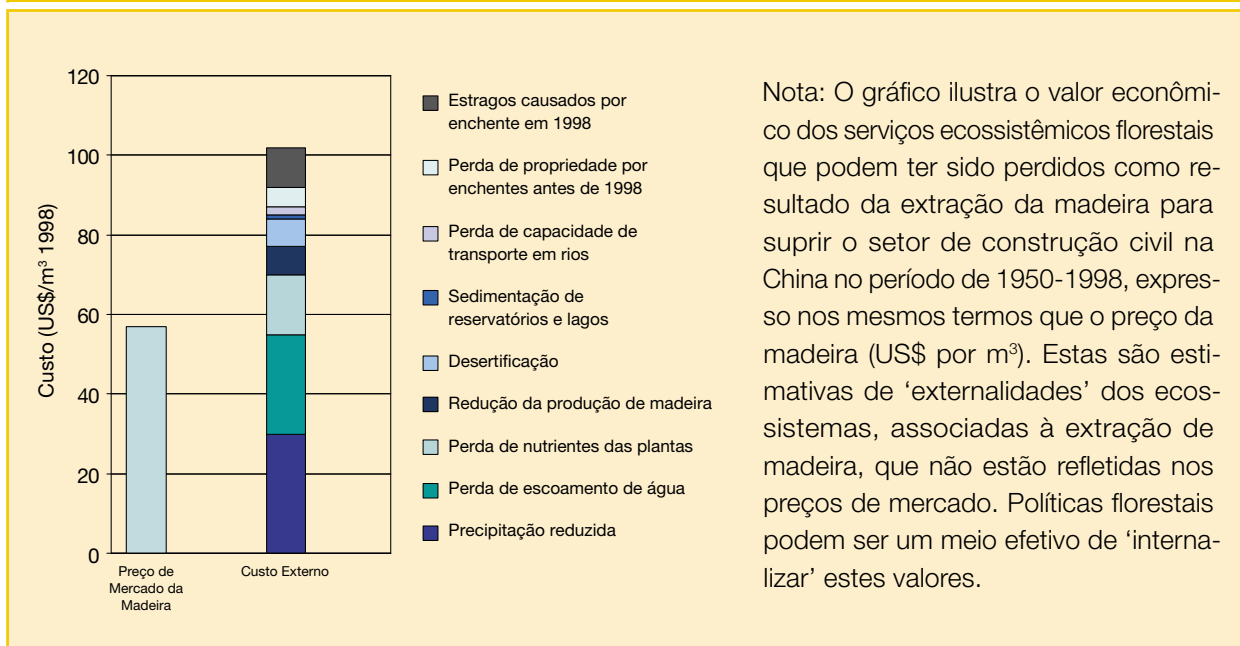 120
100
80
60
40
20
0
Custo (US$/m³ 1998)
Preço de
Mercado da
Madeira
Custo Externo
Estragos causados por
enchente em 1998
Perda de propriedade por
enchentes antes de 1998
Perda de capacidade de
transporte em rios
Sedimentação de
reservatórios e lagos
Desertificação
Redução da produção de madeira
Perda de nutrientes das plantas
Perda de escoamento de água
Precipitação reduzida
Nota: O gráfico ilustra o valor econômi-
co dos serviços ecossistêmicos florestais
que podem ter sido perdidos como re-
sultado da extração da madeira para
suprir o setor de construção civil na
China no período de 1950-1998, expres-
so nos mesmos termos que o preço da
madeira (US$ por m³). Estas são esti-
mativas de ‘externalidades’ dos ecos-
sistemas, associadas à extração de
madeira, que não estão refletidas nos
preços de mercado. Políticas florestais
podem ser um meio efetivo de ‘interna-
lizar’ estes valores.